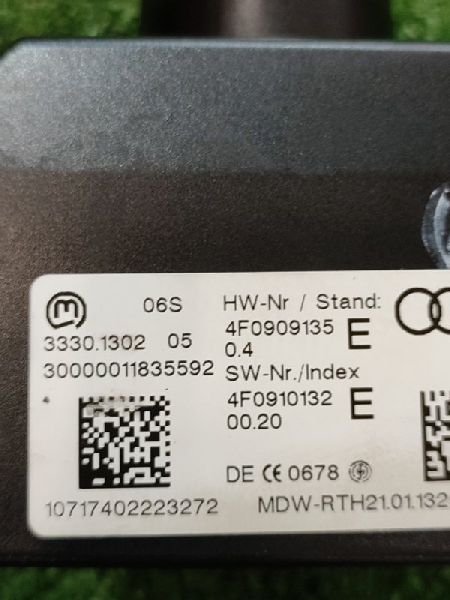 06S
3330.1302 05
30000011835592
HW-Nr / Stand:
4F0909135 E
0.4
SW-Nr./Index
4F0910132 E
00.20
4
DE CE 0678
10717402223272
MDW-RTH21.01.132